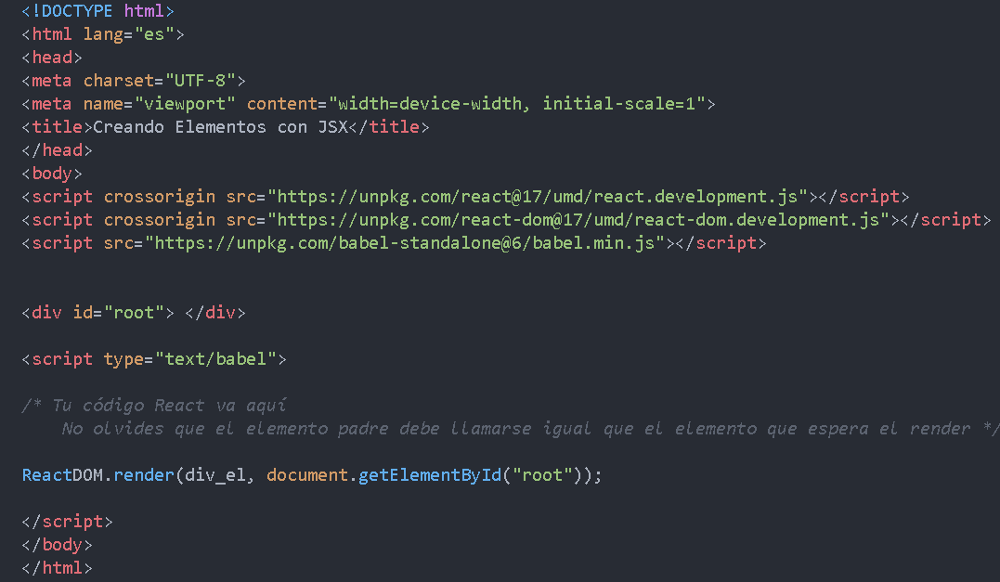 <!DOCTYPE html>
<html lang="es">
<head>
<meta charset="UTF-8">
<meta name="viewport" content="width=device-width, initial-scale=1">
<title>Creando Elementos con JSX</title>
</head>
<body>
<script crossorigin src="https://unpkg.com/react@17/umd/react.development.js"></script>
<script crossorigin src="https://unpkg.com/react-dom@17/umd/react-dom.development.js"></script>
<script src="https://unpkg.com/babel-standalone@6/babel.min.js"></script>
<div id="root"> </div>
<script type="text/babel">
/* Tu código React va aquí
No olvides que el elemento padre debe llamarse igual que el elemento que espera el render */
ReactDOM.render(div_el, document.getElementById("root"));
</script>
</body>
</html>